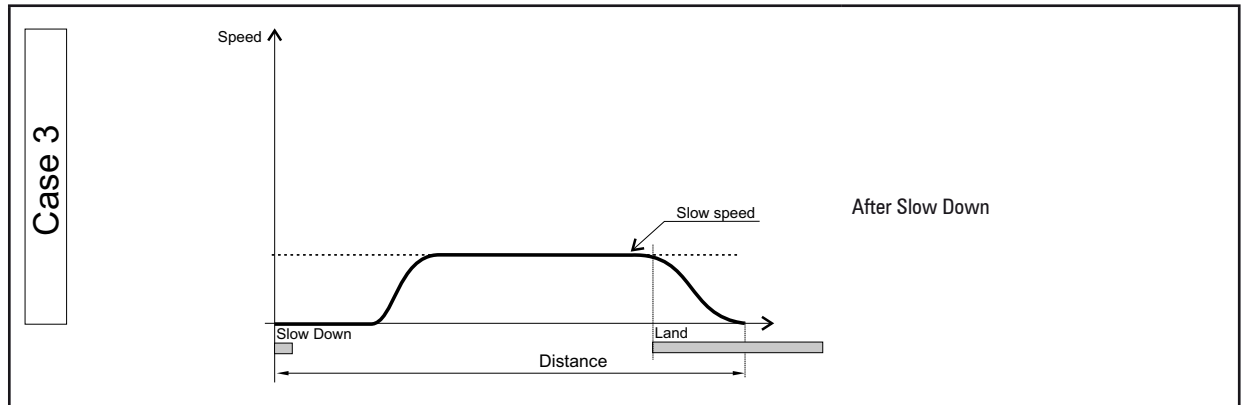 Case 3
Speed
Slow speed
After Slow Down
Slow Down
Land
Distance